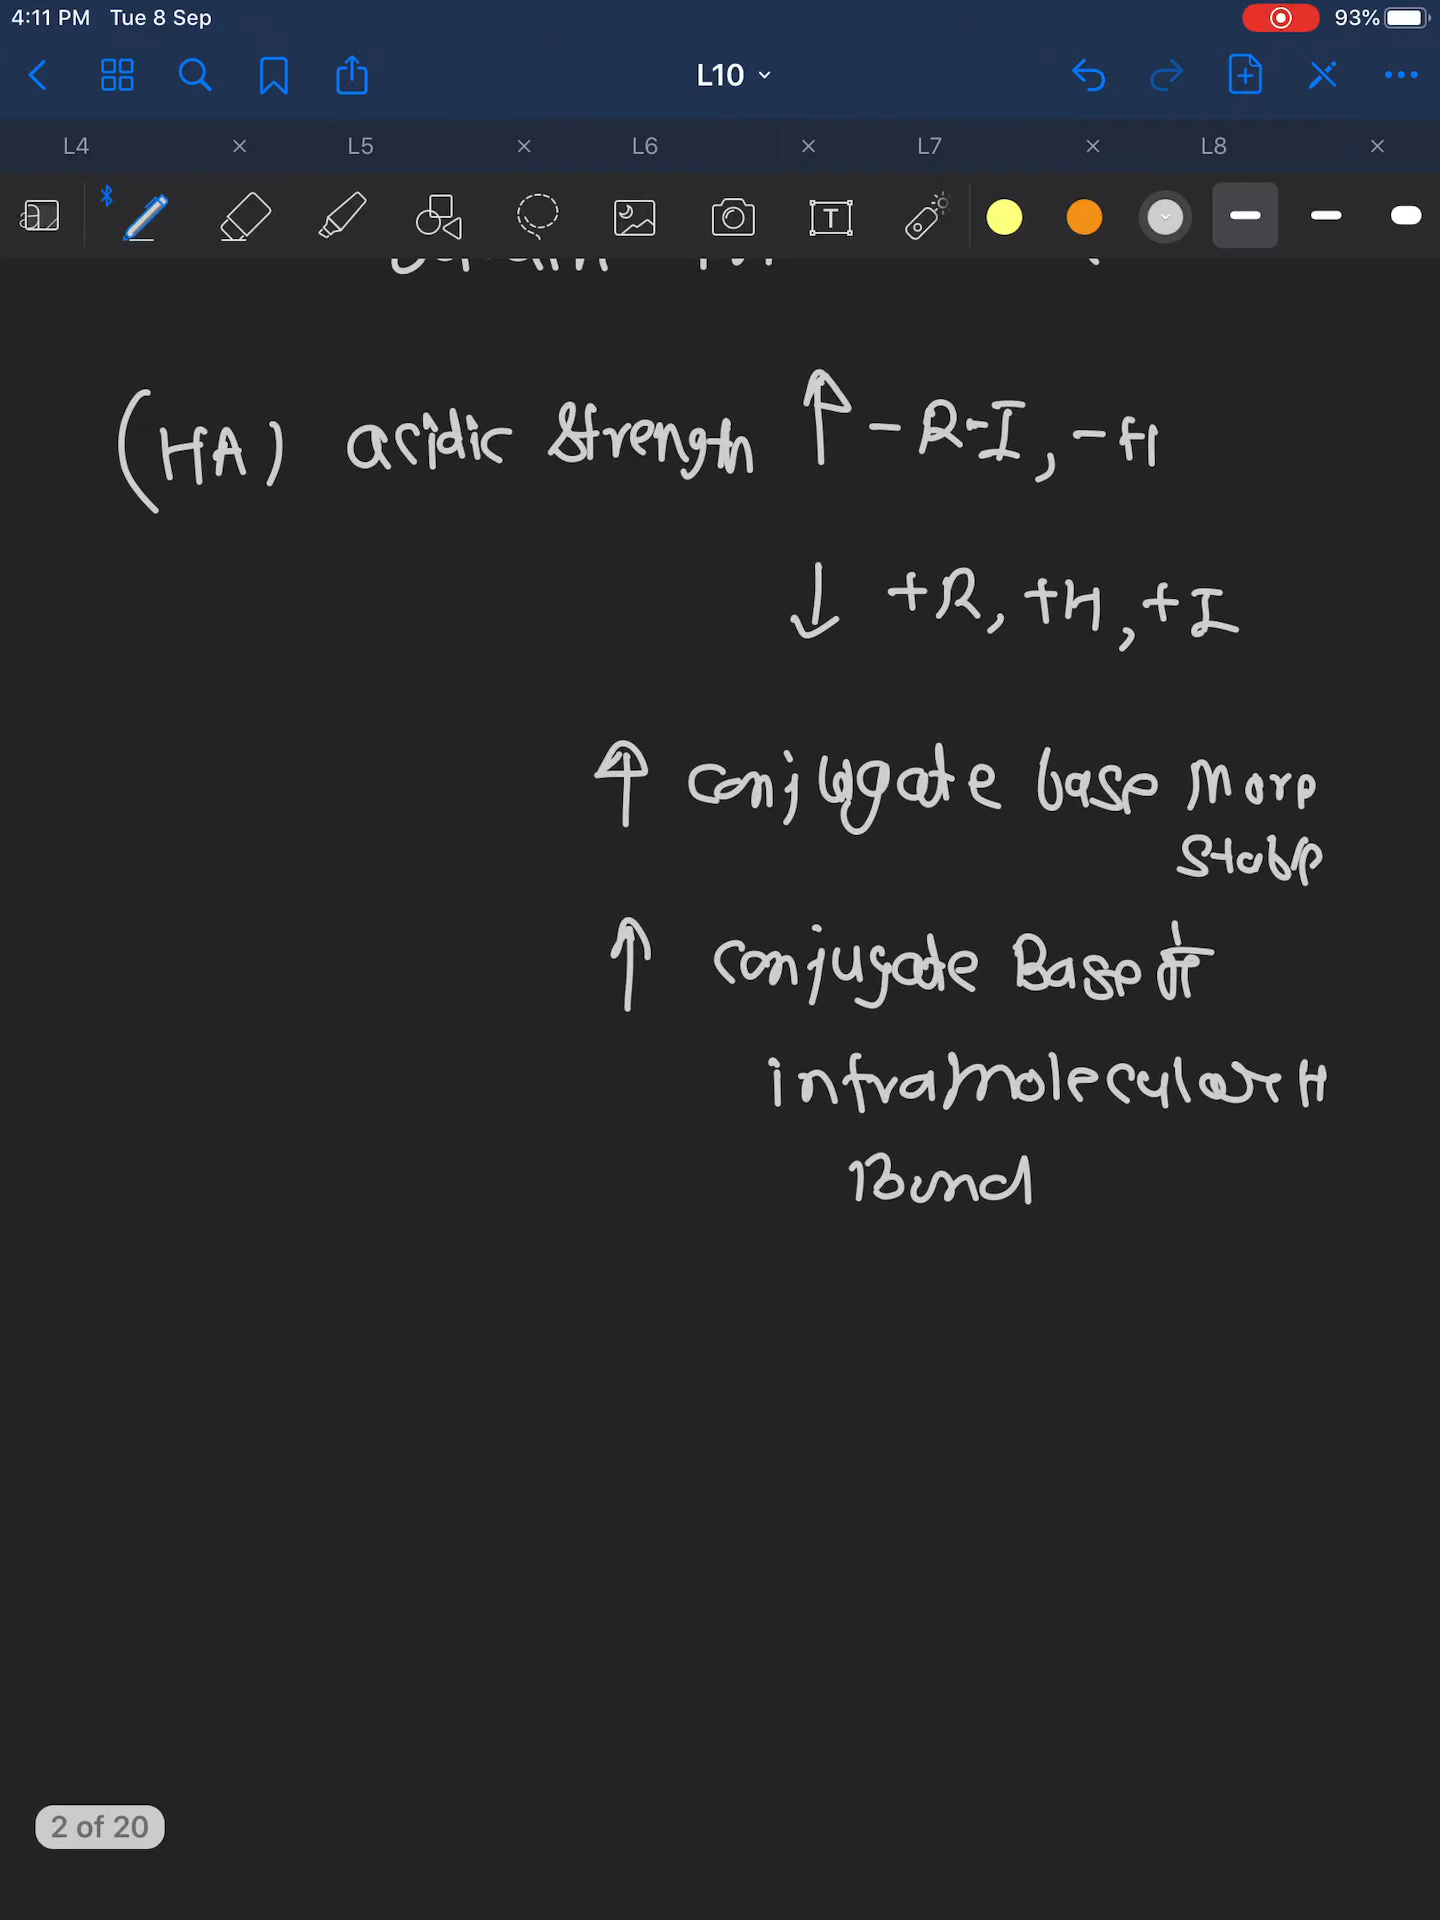 4:11 PM Tue 8 Sep 93%
L10
L4 × L5 × L6 × L7 × L8 ×
T
(HA) acidic strength ↑ -R-I, -H
↓ +R, +H, +I
↑ conjugate base more
stable
↑ conjugate Base
intramolecular H
Bond
2 of 20